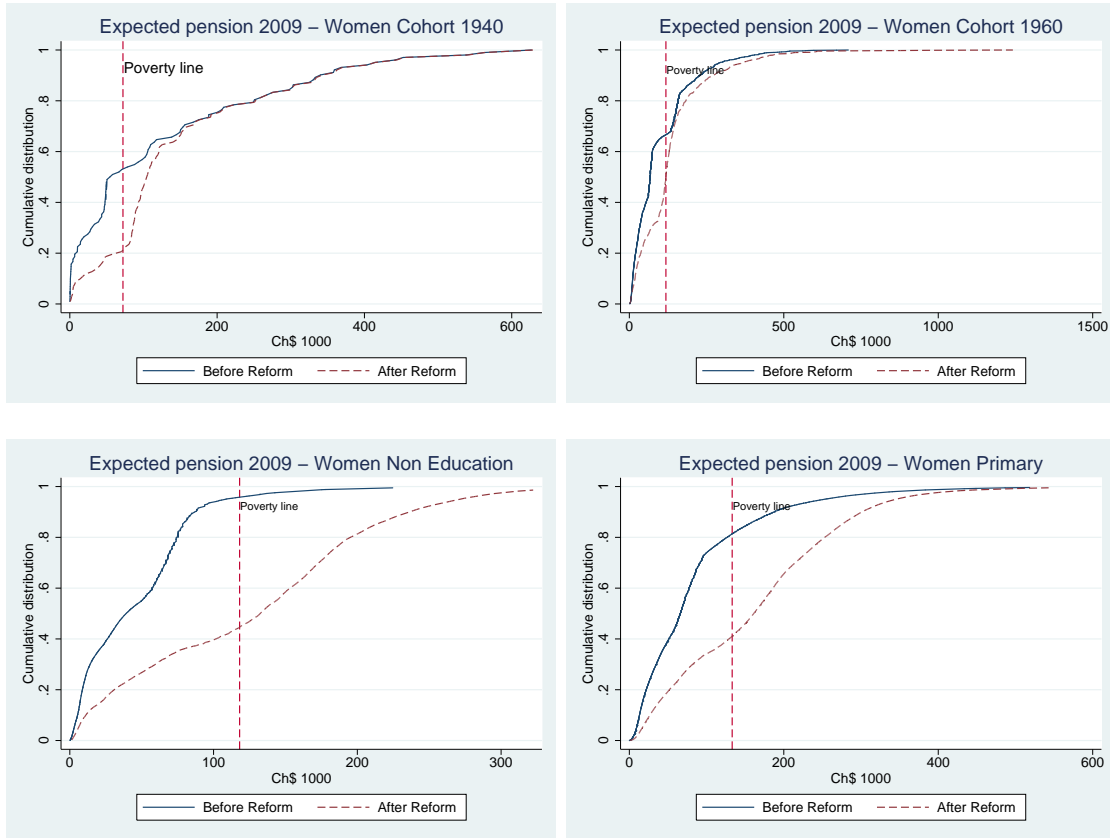 Expected pension 2009 – Women Cohort 1940
Cumulative distribution
0
.2
.4
.6
.8
1
Poverty line
0
200
400
600
Ch$ 1000
Before Reform
After Reform
Expected pension 2009 – Women Cohort 1960
Cumulative distribution
0
.2
.4
.6
.8
1
Poverty line
0
500
1000
1500
Ch$ 1000
Before Reform
After Reform
Expected pension 2009 – Women Non Education
Cumulative distribution
0
.2
.4
.6
.8
1
Poverty line
0
100
200
300
Ch$ 1000
Before Reform
After Reform
Expected pension 2009 – Women Primary
Cumulative distribution
0
.2
.4
.6
.8
1
Poverty line
0
200
400
600
Ch$ 1000
Before Reform
After Reform